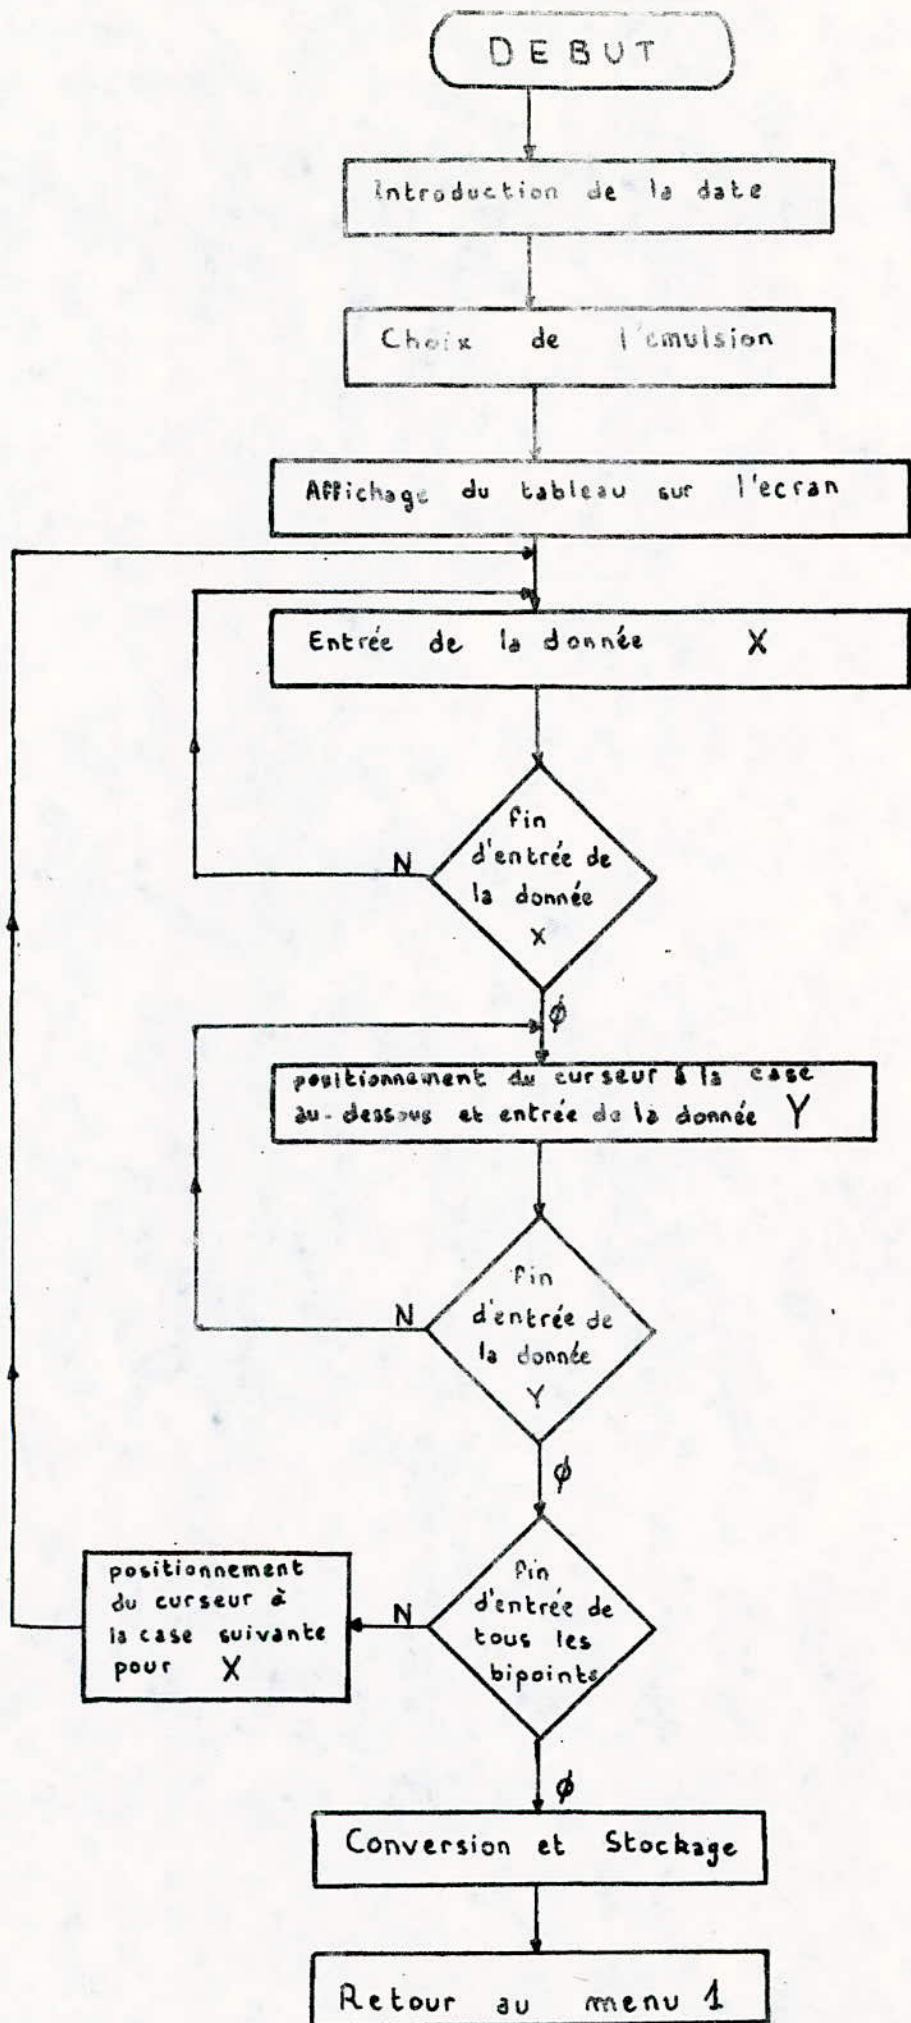 DEBUT
Introduction de la date
Choix de l'emulsion
Affichage du tableau sur l'ecran
Entrée de la donnée X
fin
d'entrée de
la donnée
X
N
ϕ
positionnement du curseur à la case
au-dessous et entrée de la donnée Y
fin
d'entrée de
la donnée
Y
N
ϕ
fin
d'entrée de
tous les
bipoints
N
positionnement
du curseur à
la case suivante
pour X
ϕ
Conversion et Stockage
Retour au menu 1